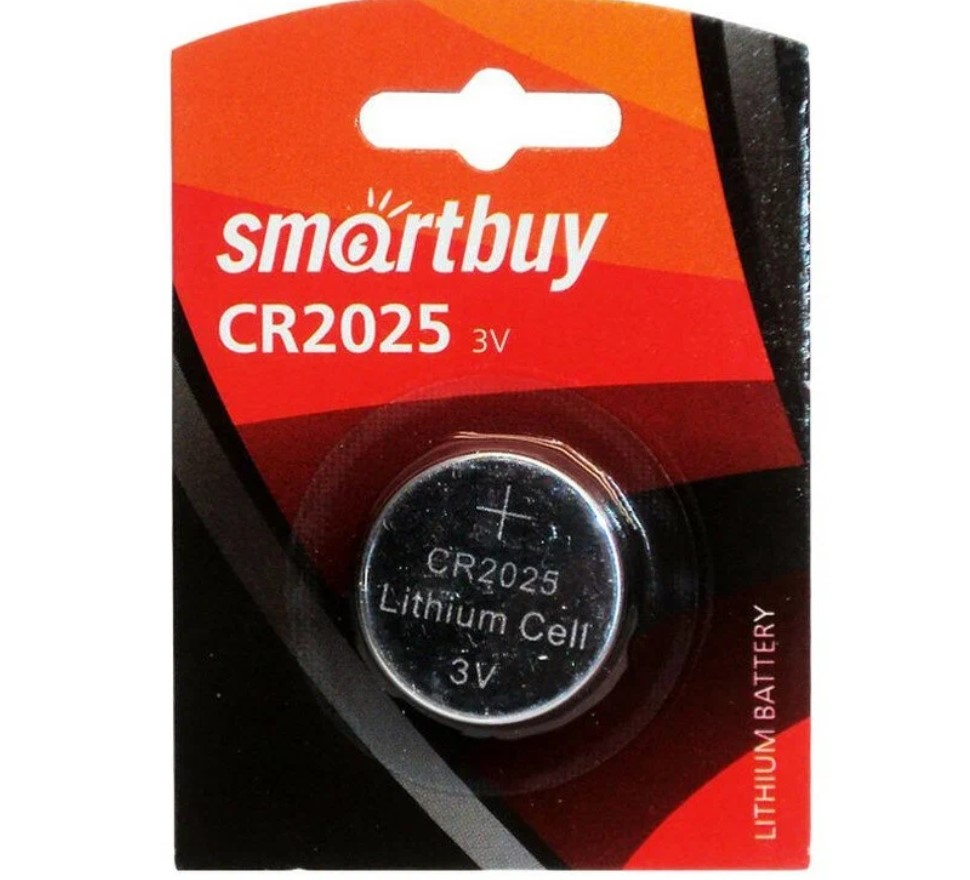 smartbuy
CR2025 3V
+
CR2025
Lithium Cell
3V
LITHIUM BATTERY